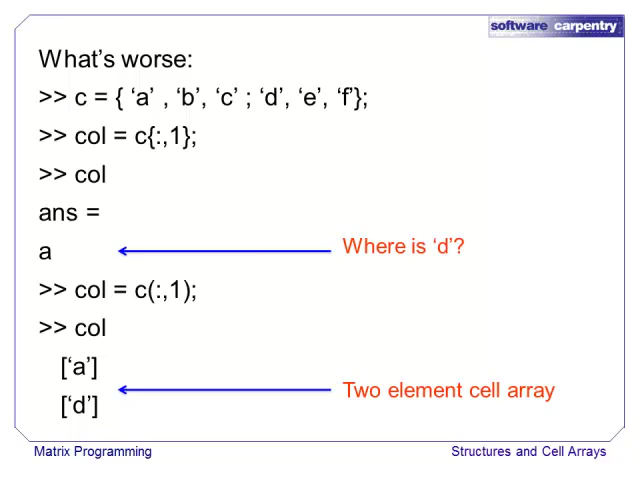 software carpentry
What’s worse:
>> c = { ‘a’ , ‘b’, ‘c’ ; ‘d’, ‘e’, ‘f’};
>> col = c{:,1};
>> col
ans =
a
Where is ‘d’?
>> col = c(:,1);
>> col
[‘a’]
Two element cell array
[‘d’]
Matrix Programming
Structures and Cell Arrays